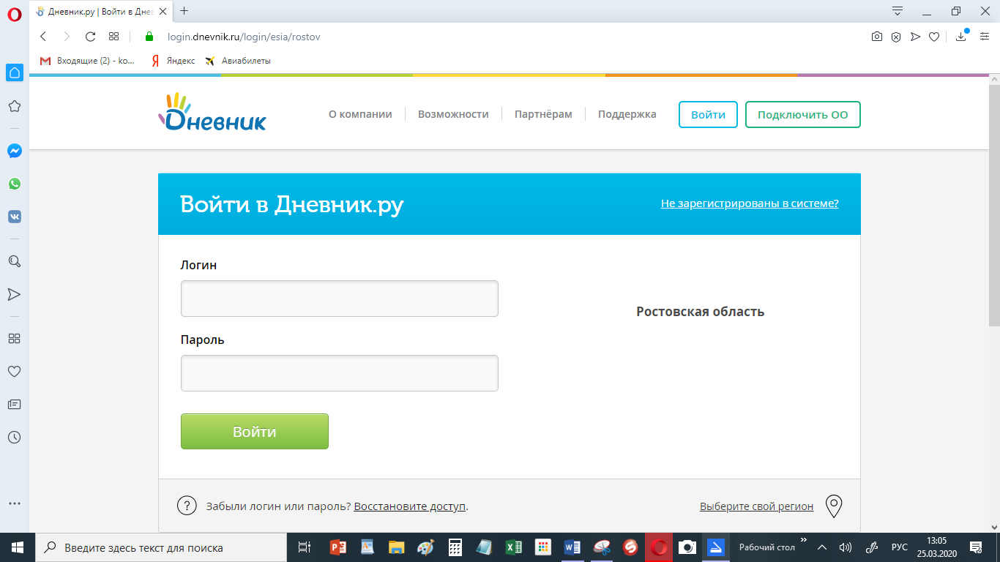 Дневник.ру | Войти в Днев
login.dnevnik.ru/login/esia/rostov
Входящие (2) - ko... Яндекс Авиабилеты
Дневник
О компании Возможности Партнёрам Поддержка Войти Подключить ОО
Войти в Дневник.ру Не зарегистрированы в системе?
Логин
Ростовская область
Пароль
Войти
? Забыли логин или пароль? Восстановите доступ. Выберите свой регион
Введите здесь текст для поиска Рабочий стол » РУС 13:05
25.03.2020